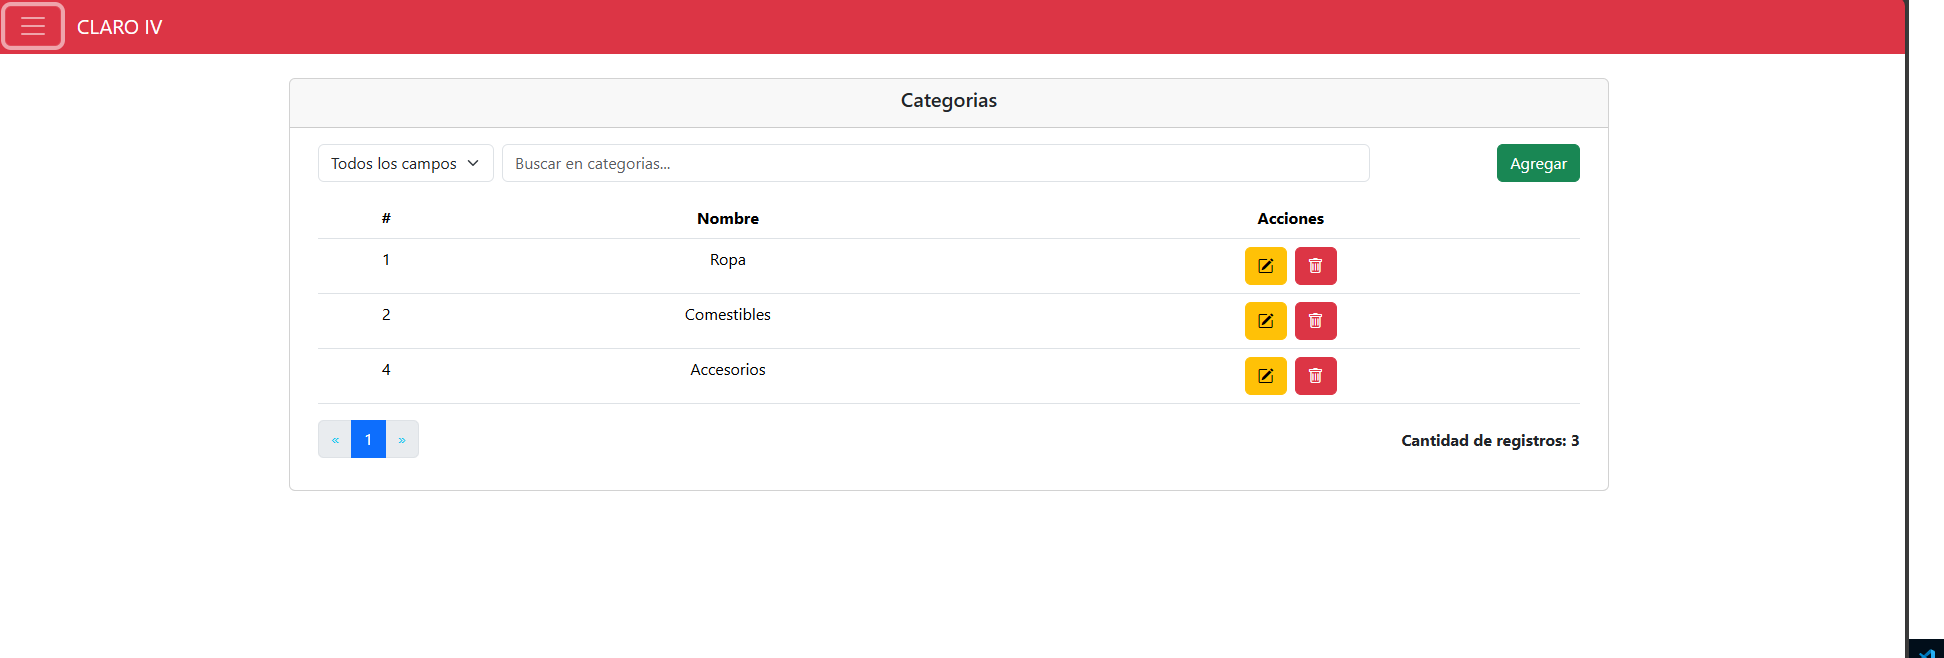 CLARO IV
Categorias
Todos los campos Buscar en categorias... Agregar
# Nombre Acciones
1 Ropa
2 Comestibles
4 Accesorios
« 1 » Cantidad de registros: 3